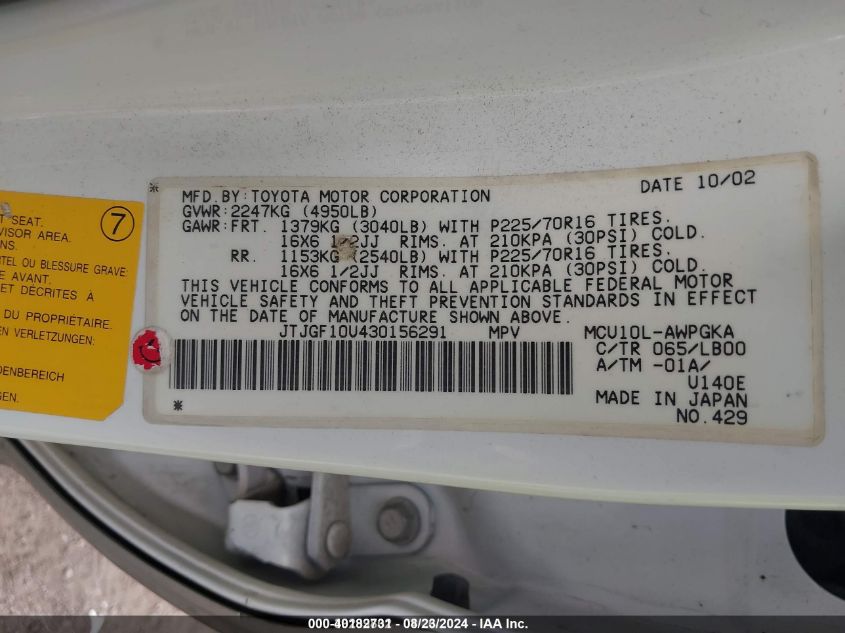 7
T SEAT.
VISOR AREA.
NS.
TEL OU BLESSURE GRAVE:
E AVANT.
ET DÉCRITES À
DU PROPRIÉTAIRE.
EN VERLETZUNGEN:
DENBEREICH
GEN.
DATE 10/02
MFD. BY: TOYOTA MOTOR CORPORATION
GVWR: 2247KG (4950LB)
GAWR: FRT. 1379KG (3040LB) WITH P225/70R16 TIRES.
16X6 1/2JJ RIMS. AT 210KPA (30PSI) COLD.
RR. 1153KG (2540LB) WITH P225/70R16 TIRES.
16X6 1/2JJ RIMS. AT 210KPA (30PSI) COLD.
THIS VEHICLE CONFORMS TO ALL APPLICABLE FEDERAL MOTOR
VEHICLE SAFETY AND THEFT PREVENTION STANDARDS IN EFFECT
ON THE DATE OF MANUFACTURE SHOWN ABOVE.
JTJGF10U430156291 MPV MCU10L-AWPGKA
C/TR 065/LB00
A/TM -01A/
U140E
MADE IN JAPAN
NO. 429
08/23/2024 - IAA Inc.